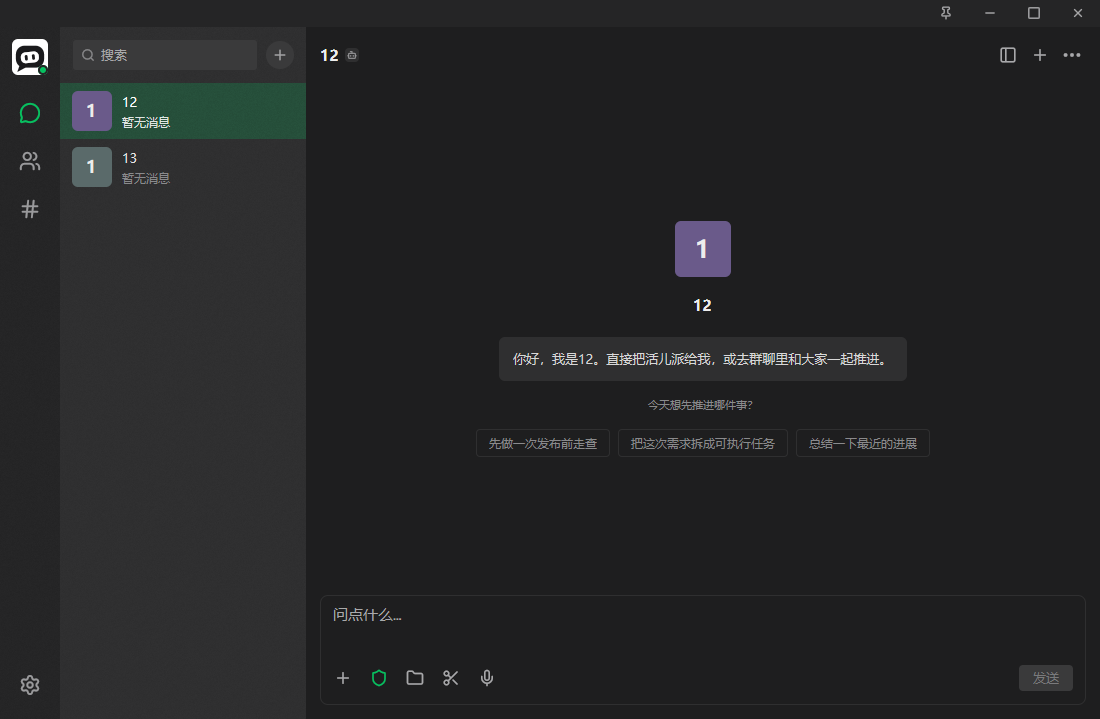 搜索
1
12
暂无消息
1
13
暂无消息
12
1
12
你好，我是12。直接把活儿派给我，或去群聊里和大家一起推进。
今天想先推进哪件事?
先做一次发布前走查
把这次需求拆成可执行任务
总结一下最近的进展
问点什么...
发送